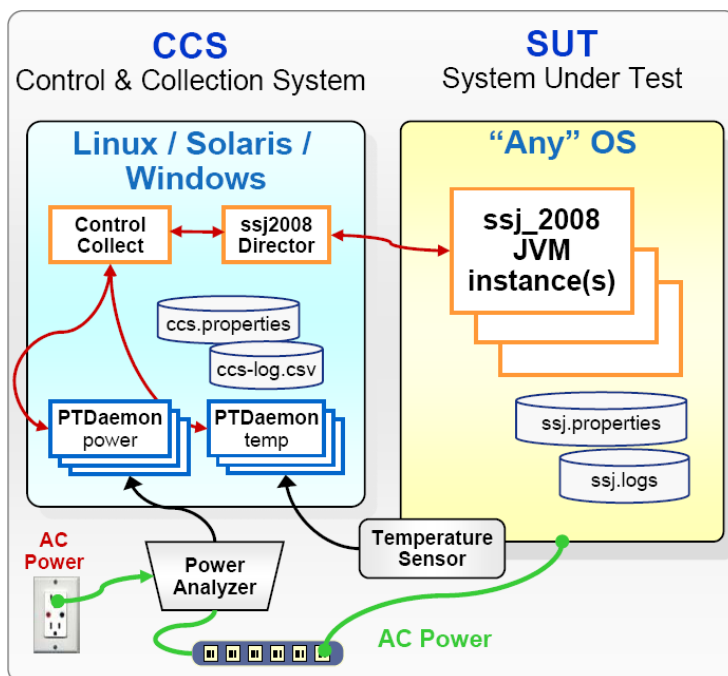 CCS
Control & Collection System
SUT
System Under Test
Linux / Solaris /
Windows
Control
Collect
ssj2008
Director
ccs.properties
ccs-log.csv
PTDaemon
power
PTDaemon
temp
“Any” OS
ssj_2008
JVM
instance(s)
ssj.properties
ssj.logs
AC
Power
Power
Analyzer
Temperature
Sensor
AC Power